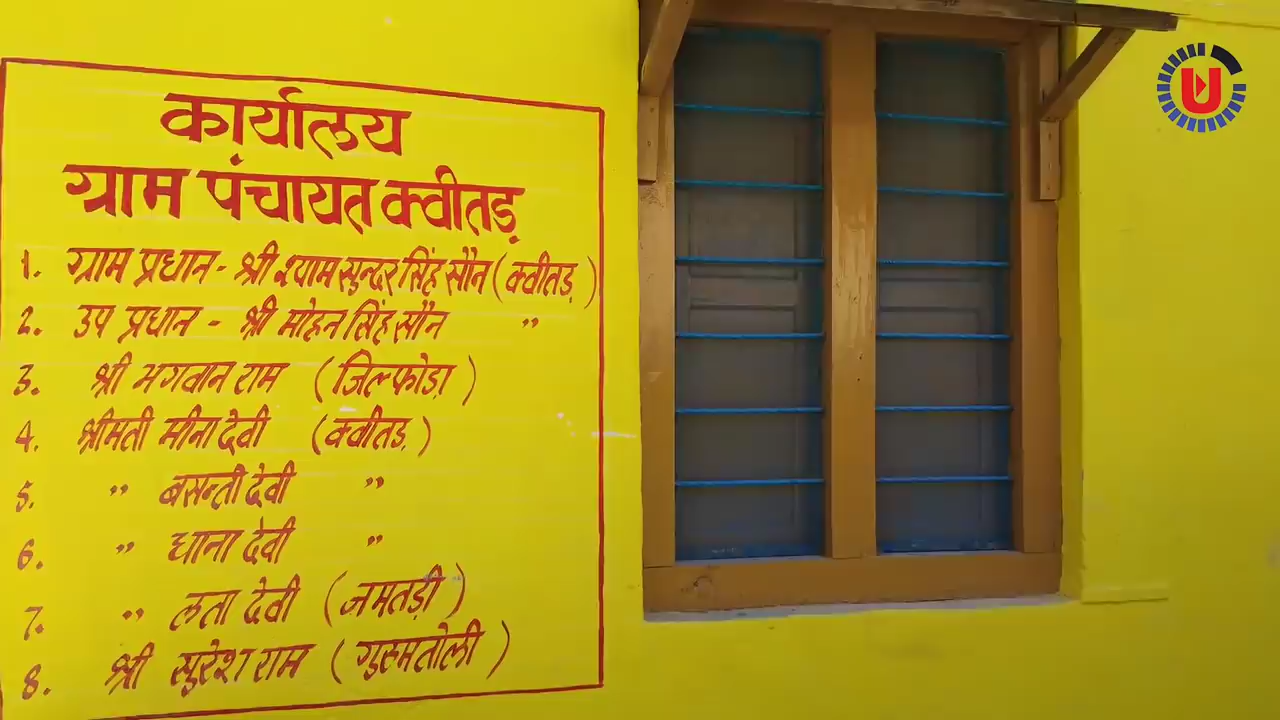 कार्यालय
ग्राम पंचायत क्वीतड़
1. ग्राम प्रधान - श्री श्याम सुन्दर सिंह सौन (क्वीतड़)
2. उप प्रधान - श्री मोहन सिंह सौन "
3. श्री भगवान राम (जिल्फोड़ा)
4. श्रीमती मीना देवी (क्वीतड़)
5. " बसन्ती देवी "
6. " धाना देवी "
7. " लता देवी (जमतड़ी)
8. श्री सुरेश राम (गुरुमतोली)
U